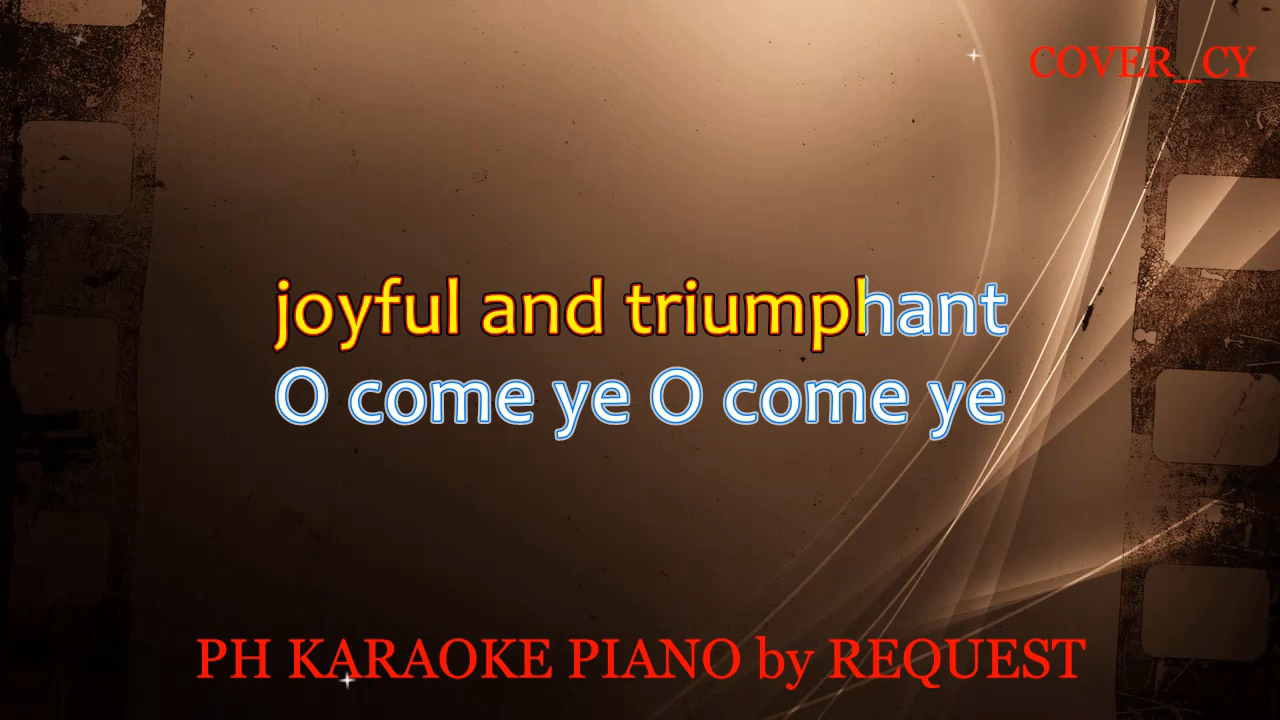 COVER_CY
joyful and triumphant
O come ye O come ye
PH KARAOKE PIANO by REQUEST